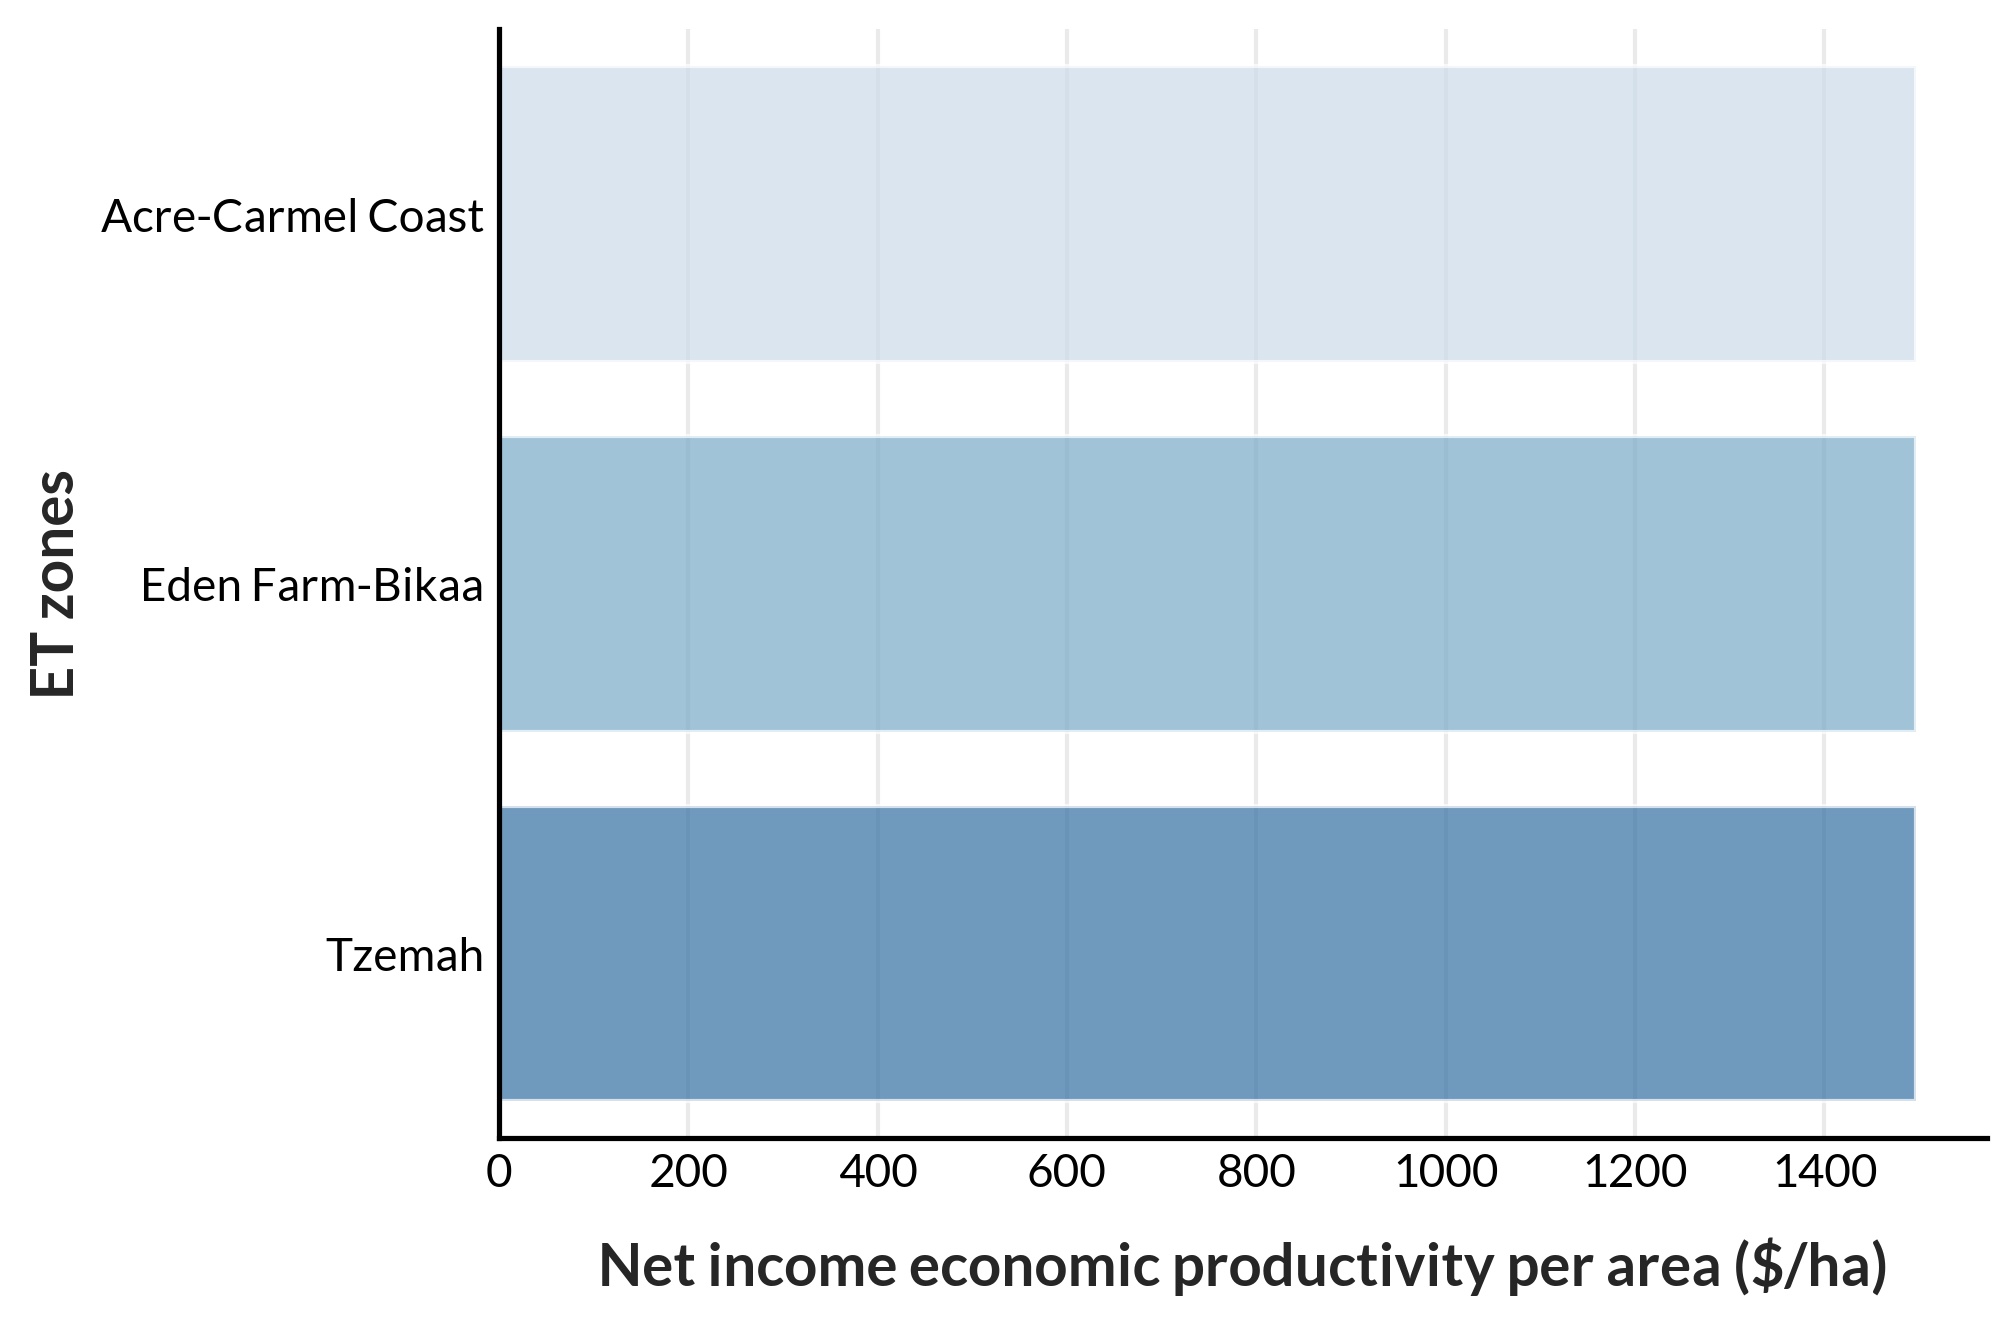 Acre-Carmel Coast
Eden Farm-Bikaa
Tzemah
ET zones
0 200 400 600 800 1000 1200 1400
Net income economic productivity per area ($/ha)